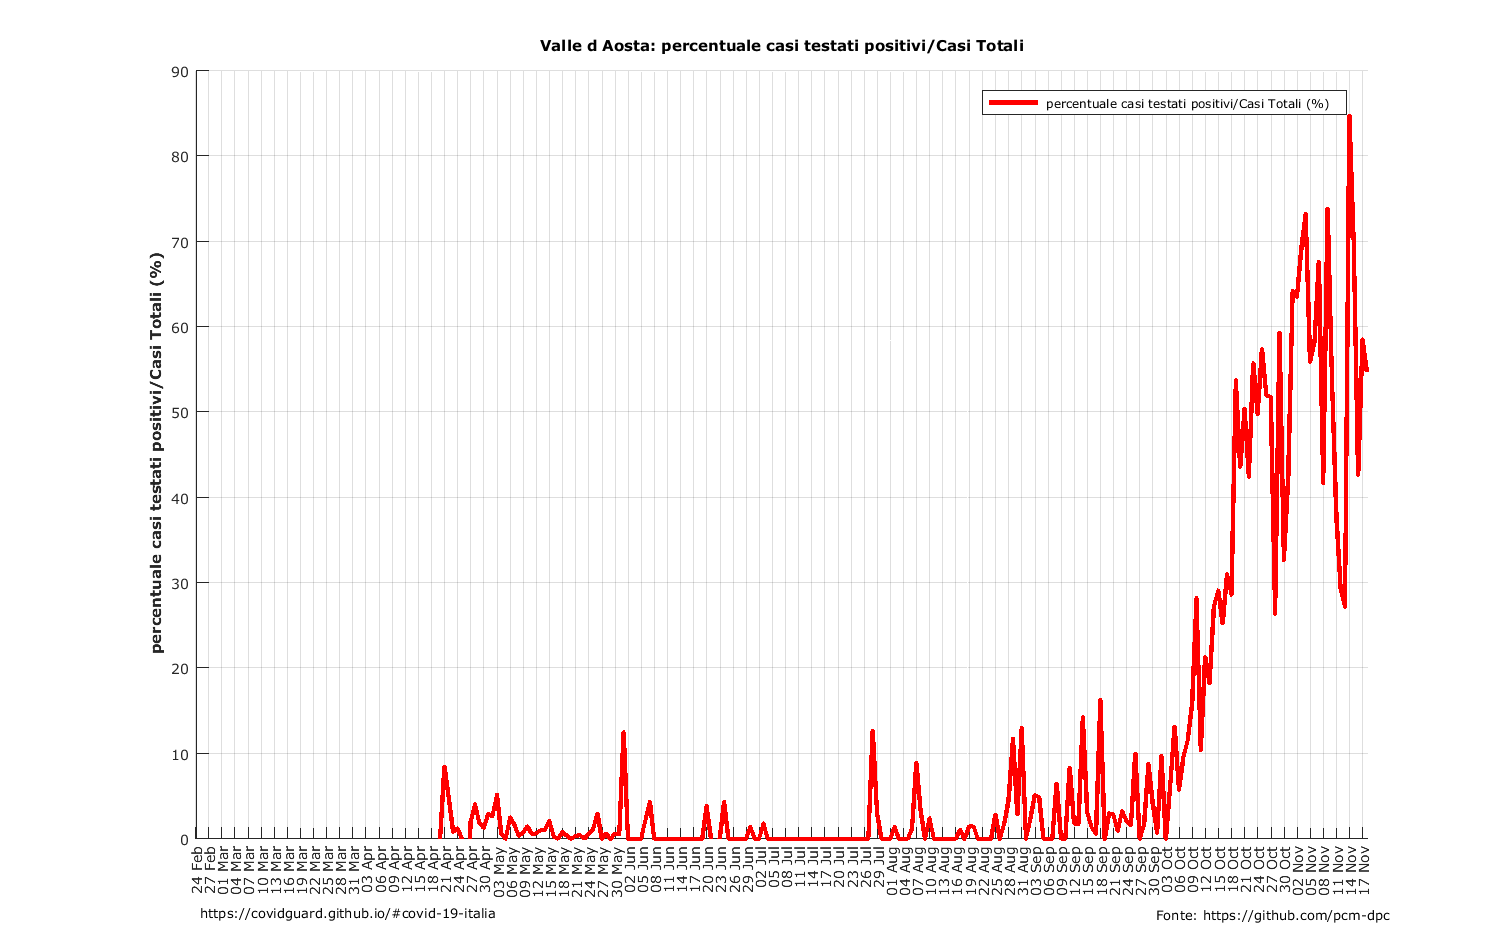 Valle d Aosta: percentuale casi testati positivi/Casi Totali
percentuale casi testati positivi/Casi Totali (%)
percentuale casi testati positivi/Casi Totali (%)
90
80
70
60
50
40
30
20
10
0
24 Feb
27 Feb
01 Mar
04 Mar
07 Mar
10 Mar
13 Mar
16 Mar
19 Mar
22 Mar
25 Mar
28 Mar
31 Mar
03 Apr
06 Apr
09 Apr
12 Apr
15 Apr
18 Apr
21 Apr
24 Apr
27 Apr
30 Apr
03 May
06 May
09 May
12 May
15 May
18 May
21 May
24 May
27 May
30 May
02 Jun
05 Jun
08 Jun
11 Jun
14 Jun
17 Jun
20 Jun
23 Jun
26 Jun
29 Jun
02 Jul
05 Jul
08 Jul
11 Jul
14 Jul
17 Jul
20 Jul
23 Jul
26 Jul
29 Jul
01 Aug
04 Aug
07 Aug
10 Aug
13 Aug
16 Aug
19 Aug
22 Aug
25 Aug
28 Aug
31 Aug
03 Sep
06 Sep
09 Sep
12 Sep
15 Sep
18 Sep
21 Sep
24 Sep
27 Sep
30 Sep
03 Oct
06 Oct
09 Oct
12 Oct
15 Oct
18 Oct
21 Oct
24 Oct
27 Oct
30 Oct
02 Nov
05 Nov
08 Nov
11 Nov
14 Nov
17 Nov
https://covidguard.github.io/#covid-19-italia
Fonte: https://github.com/pcm-dpc